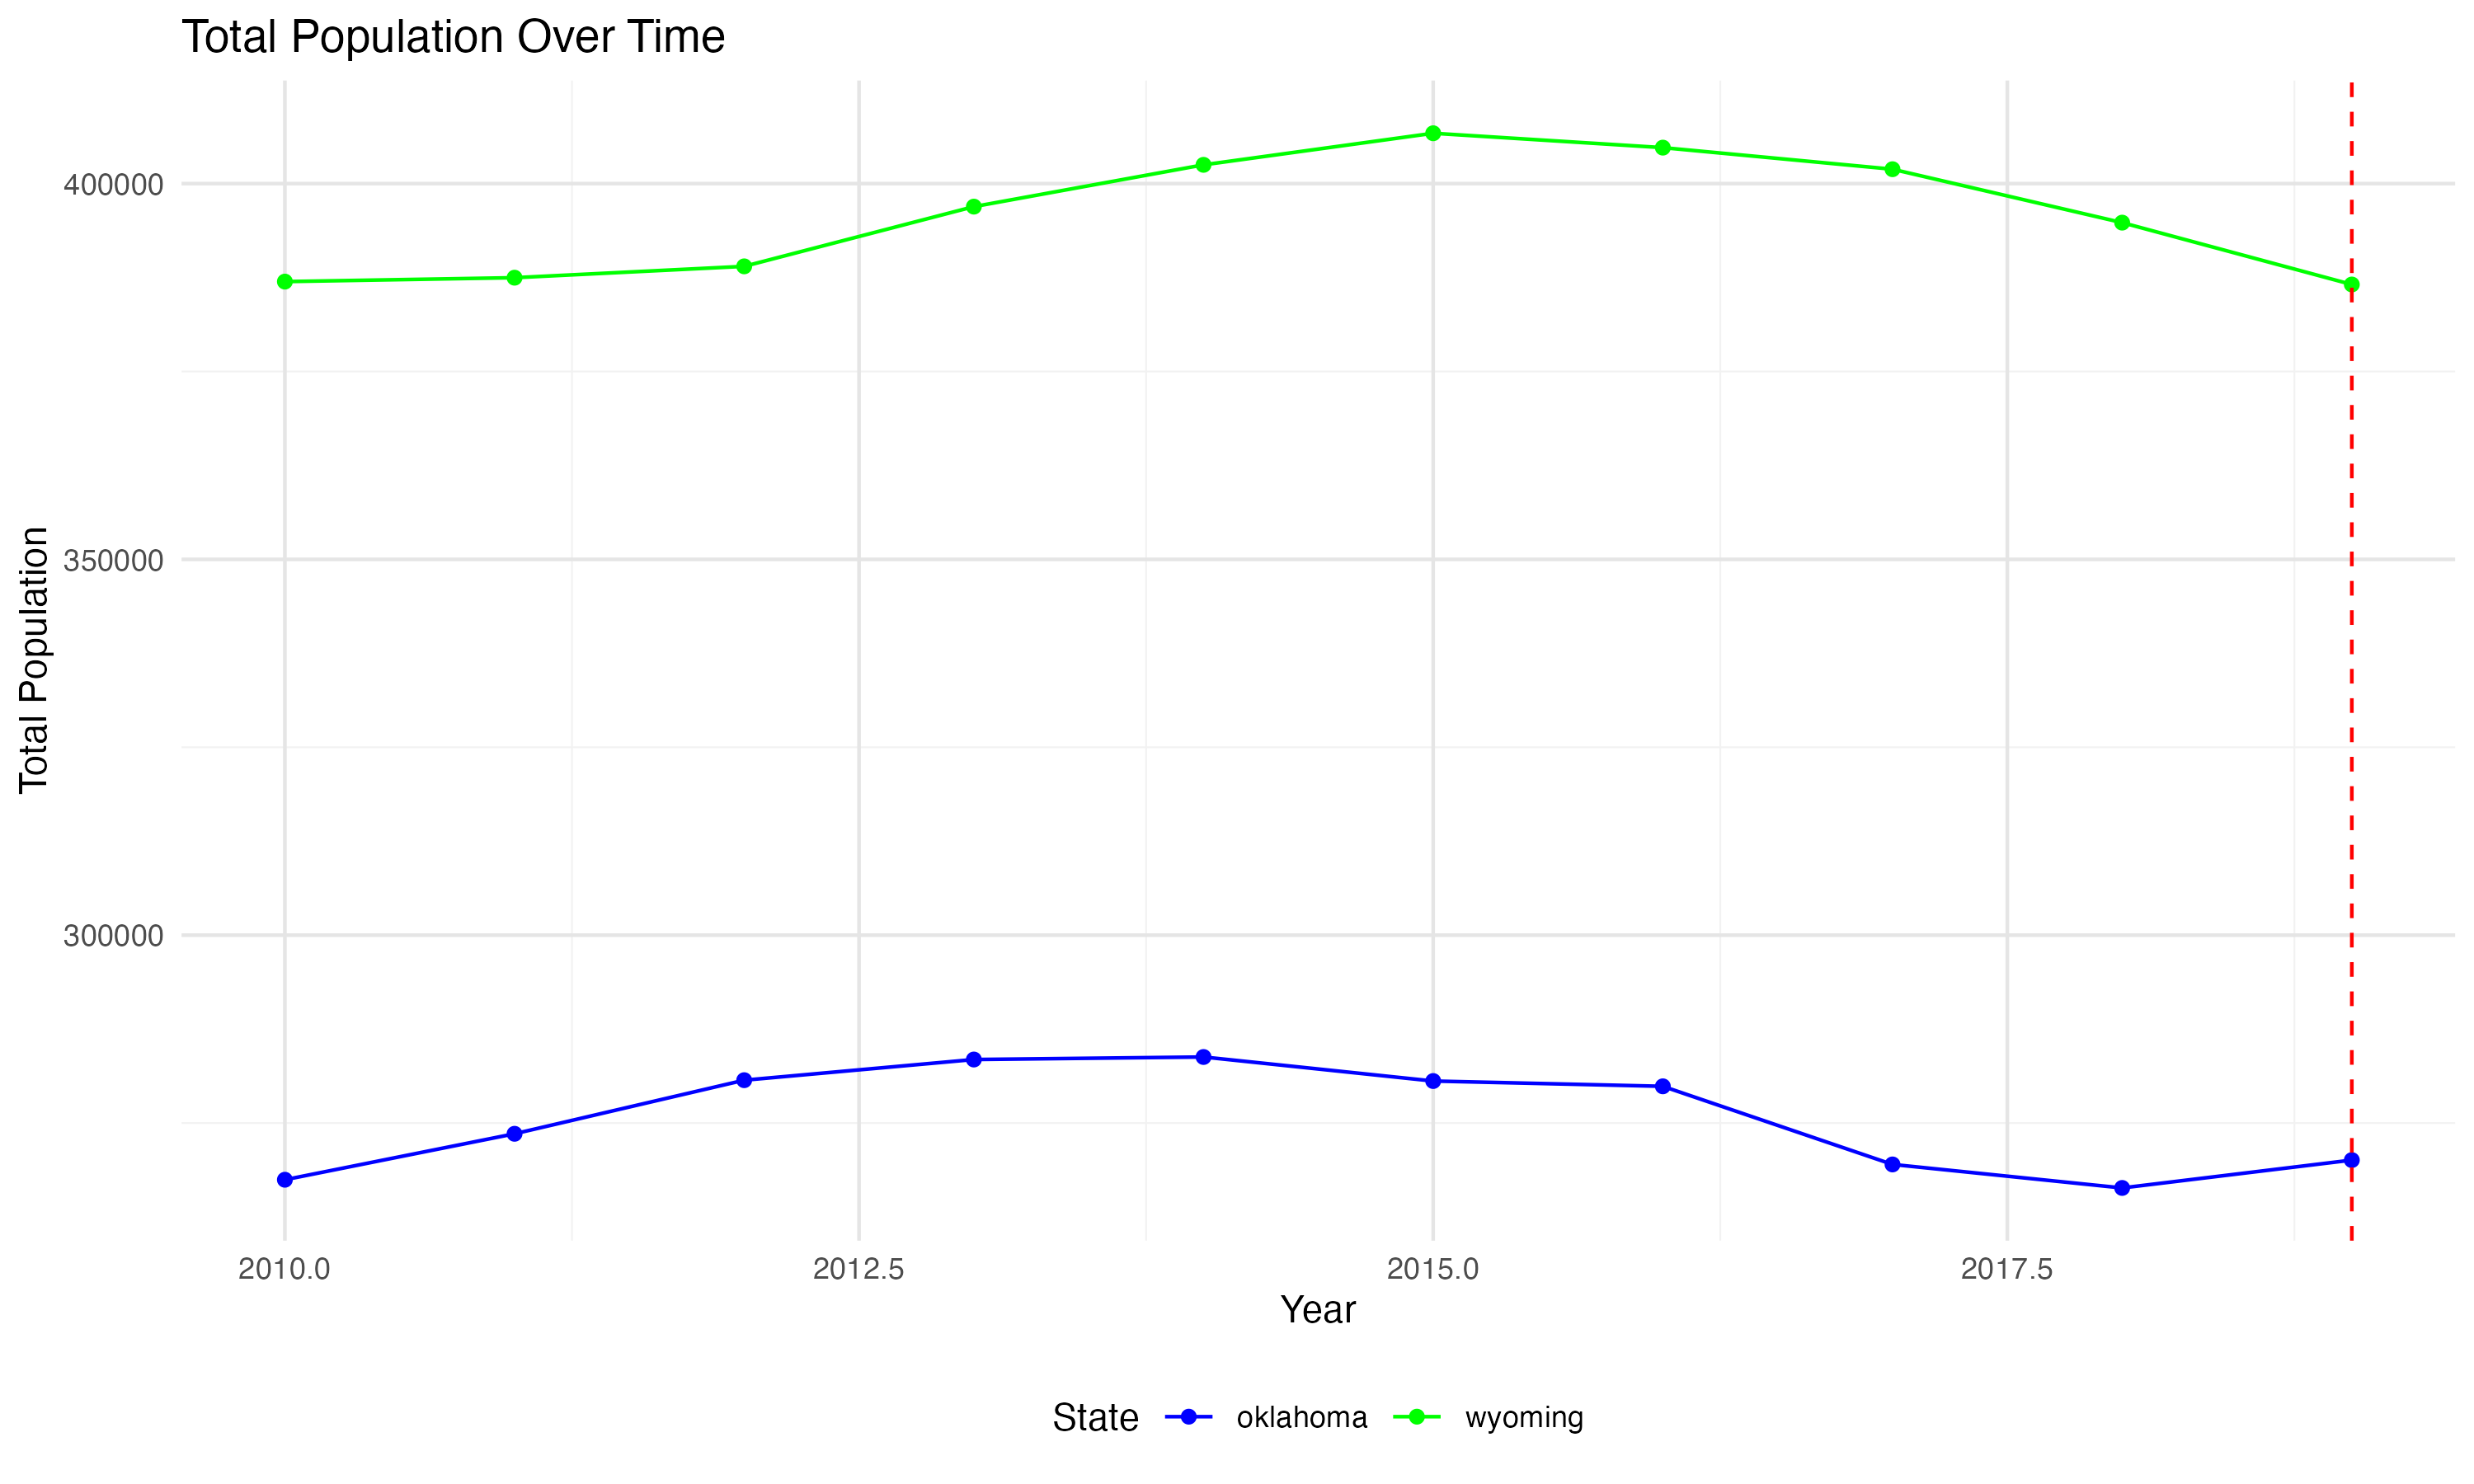 Total Population Over Time
Total Population
400000
350000
300000
2010.0 2012.5 2015.0 2017.5
Year
State oklahoma wyoming